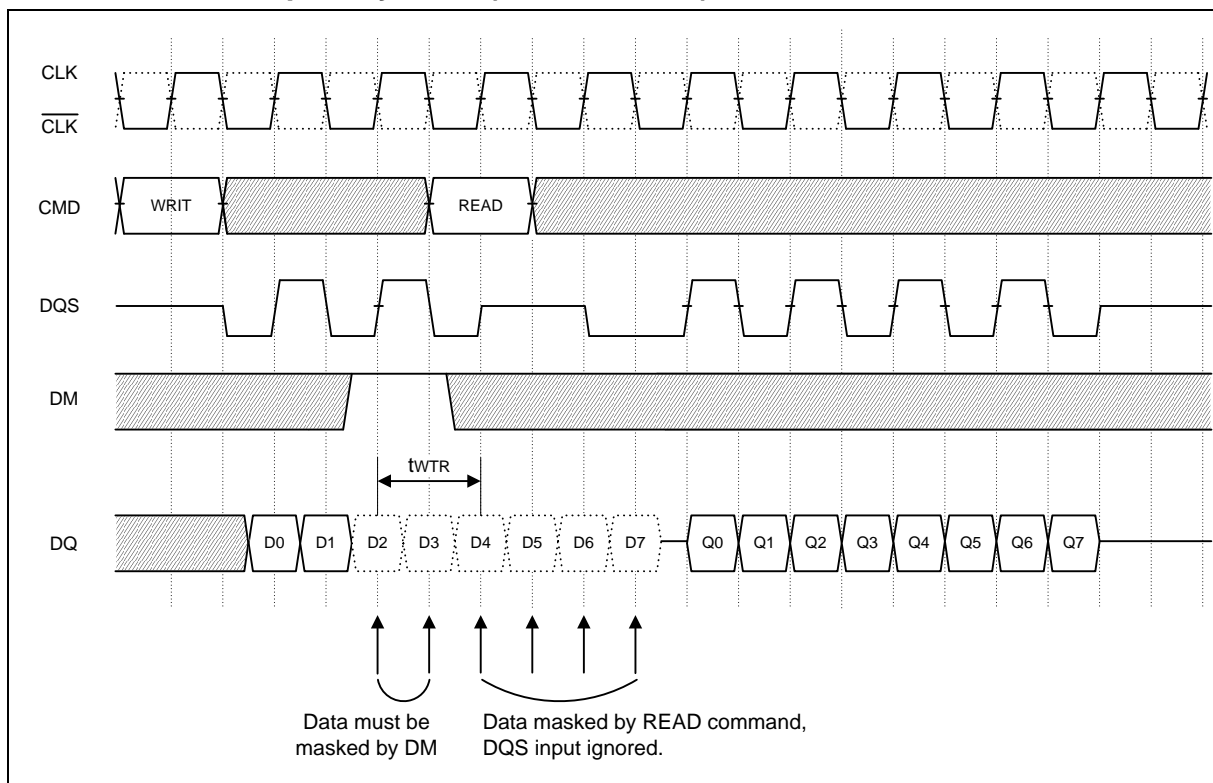 CLK
CLK
CMD
WRIT
READ
DQS
DM
tWTR
DQ
D0 D1 D2 D3 D4 D5 D6 D7 Q0 Q1 Q2 Q3 Q4 Q5 Q6 Q7
Data must be
masked by DM
Data masked by READ command,
DQS input ignored.